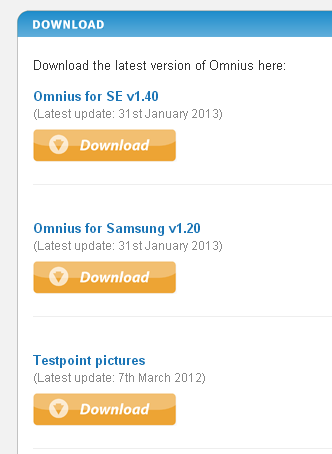 DOWNLOAD
Download the latest version of Omnius here:
Omnius for SE v1.40
(Latest update: 31st January 2013)
Download
Omnius for Samsung v1.20
(Latest update: 31st January 2013)
Download
Testpoint pictures
(Latest update: 7th March 2012)
Download